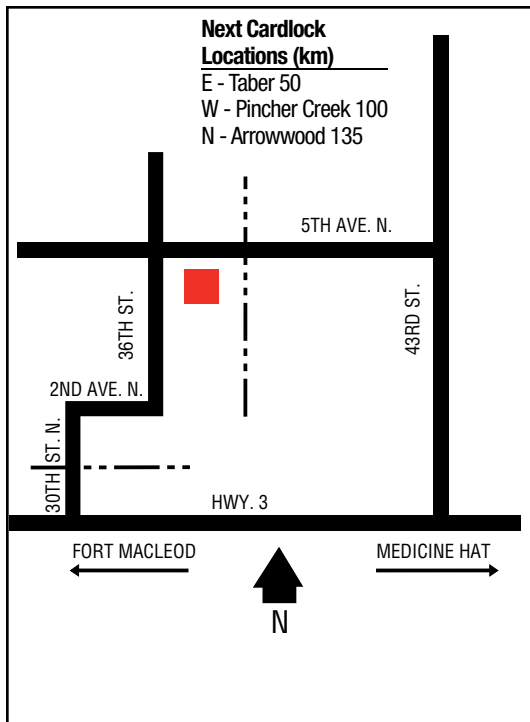 Next Cardlock
Locations (km)
E - Taber 50
W - Pincher Creek 100
N - Arrowwood 135
5TH AVE. N.
36TH ST.
43RD ST.
2ND AVE. N.
30TH ST. N.
HWY. 3
FORT MACLEOD
MEDICINE HAT
N